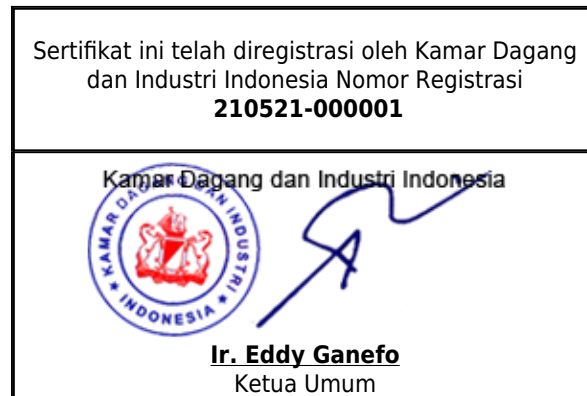 Sertifikat ini telah diregistrasi oleh Kamar Dagang
dan Industri Indonesia Nomor Registrasi
210521-000001
Kamar Dagang dan Industri Indonesia
KAMAR DAGANG DAN INDUSTRI
INDONESIA
Ir. Eddy Ganefo
Ketua Umum